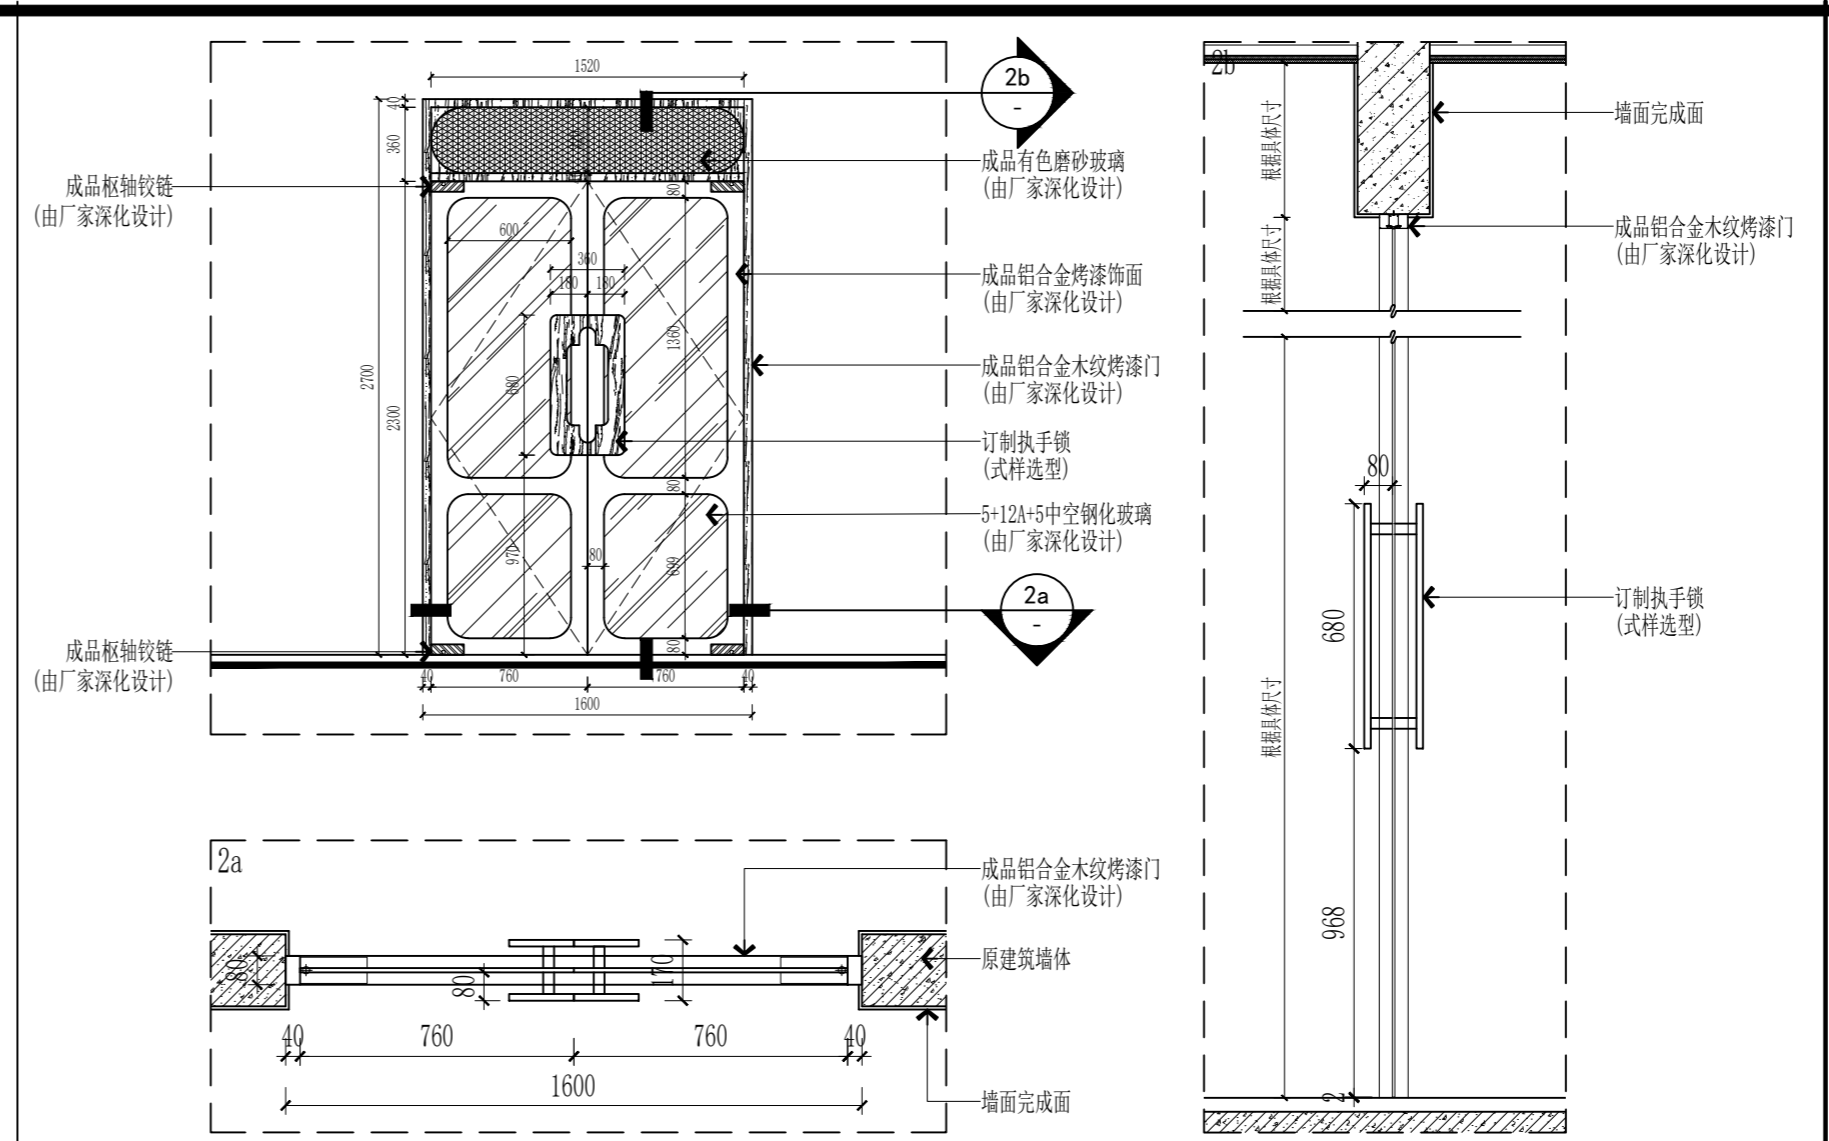 1520
40
360
2700
2300
成品枢轴铰链
(由厂家深化设计)
成品枢轴铰链
(由厂家深化设计)
2b
-
成品有色磨砂玻璃
(由厂家深化设计)
成品铝合金烤漆饰面
(由厂家深化设计)
成品铝合金木纹烤漆门
(由厂家深化设计)
订制执手锁
(式样选型)
5+12A+5中空钢化玻璃
(由厂家深化设计)
2a
-
80
600
360
180
180
1360
680
80
970
80
699
80
40
760
760
40
1600
2a
成品铝合金木纹烤漆门
(由厂家深化设计)
原建筑墙体
墙面完成面
80
80
170
40
760
760
40
1600
2b
墙面完成面
根据具体尺寸
成品铝合金木纹烤漆门
(由厂家深化设计)
根据具体尺寸
80
680
订制执手锁
(式样选型)
根据具体尺寸
968
2